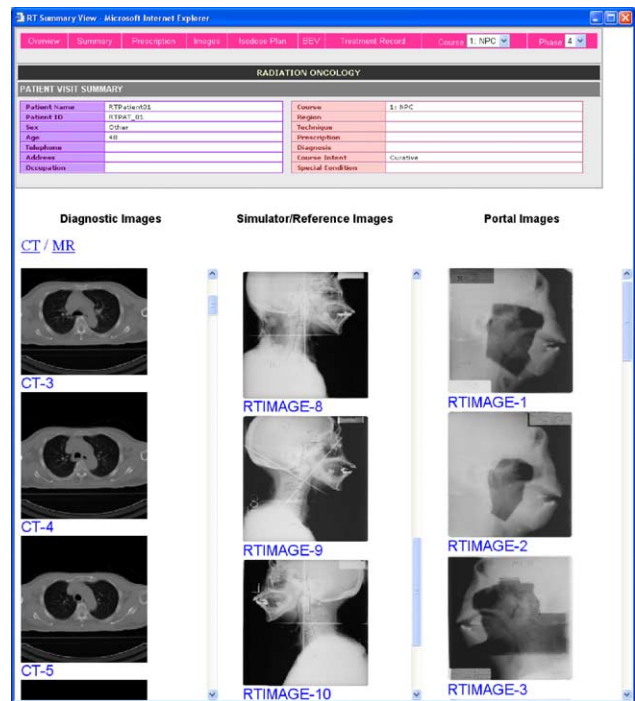 RT Summary View - Microsoft Internet Explorer
Overview Summary Prescription Images Isodose Plan BEV Treatment Record Course 1: NPC Phase 4
RADIATION ONCOLOGY
PATIENT VISIT SUMMARY
Patient Name RTPatient01 Course 1: NPC
Patient ID RTPAT_01 Region
Sex Other Technique
Age 48 Prescription
Telephone Diagnosis
Address Course Intent Curative
Occupation Special Condition
Diagnostic Images Simulator/Reference Images Portal Images
CT / MR
CT-3 RTIMAGE-8 RTIMAGE-1
CT-4 RTIMAGE-9 RTIMAGE-2
CT-5 RTIMAGE-10 RTIMAGE-3